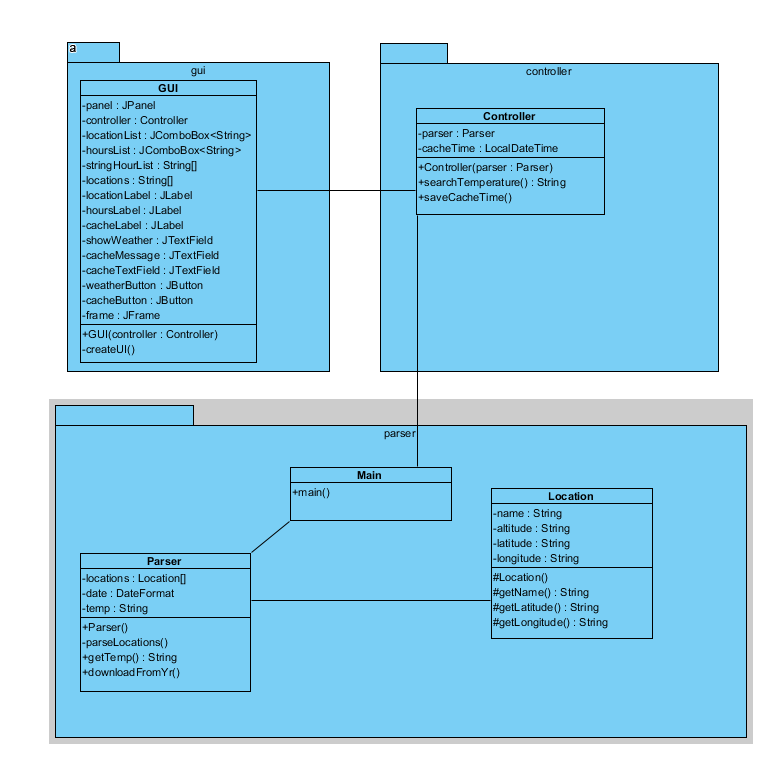 a
gui
GUI
-panel : JPanel
-controller : Controller
-locationList : JComboBox<String>
-hoursList : JComboBox<String>
-stringHourList : String[]
-locations : String[]
-locationLabel : JLabel
-hoursLabel : JLabel
-cacheLabel : JLabel
-showWeather : JTextField
-cacheMessage : JTextField
-cacheTextField : JTextField
-weatherButton : JButton
-cacheButton : JButton
-frame : JFrame
+GUI(controller : Controller)
-createUI()
controller
Controller
-parser : Parser
-cacheTime : LocalDateTime
+Controller(parser : Parser)
+searchTemperature() : String
+saveCacheTime()
parser
Main
+main()
Location
-name : String
-altitude : String
-latitude : String
-longitude : String
#Location()
#getName() : String
#getLatitude() : String
#getLongitude() : String
Parser
-locations : Location[]
-date : DateFormat
-temp : String
+Parser()
-parseLocations()
+getTemp() : String
+downloadFromYr()